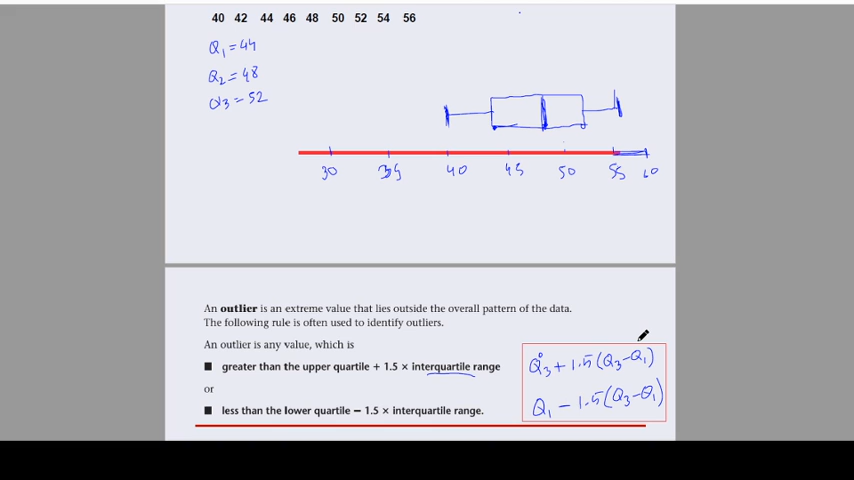 40 42 44 46 48 50 52 54 56
Q1 = 44
Q2 = 48
Q3 = 52
30 35 40 45 50 55 60
An outlier is an extreme value that lies outside the overall pattern of the data.
The following rule is often used to identify outliers.
An outlier is any value, which is
■ greater than the upper quartile + 1.5 × interquartile range
or
■ less than the lower quartile − 1.5 × interquartile range.
Q3 + 1.5(Q3-Q1)
Q1 - 1.5(Q3-Q1)